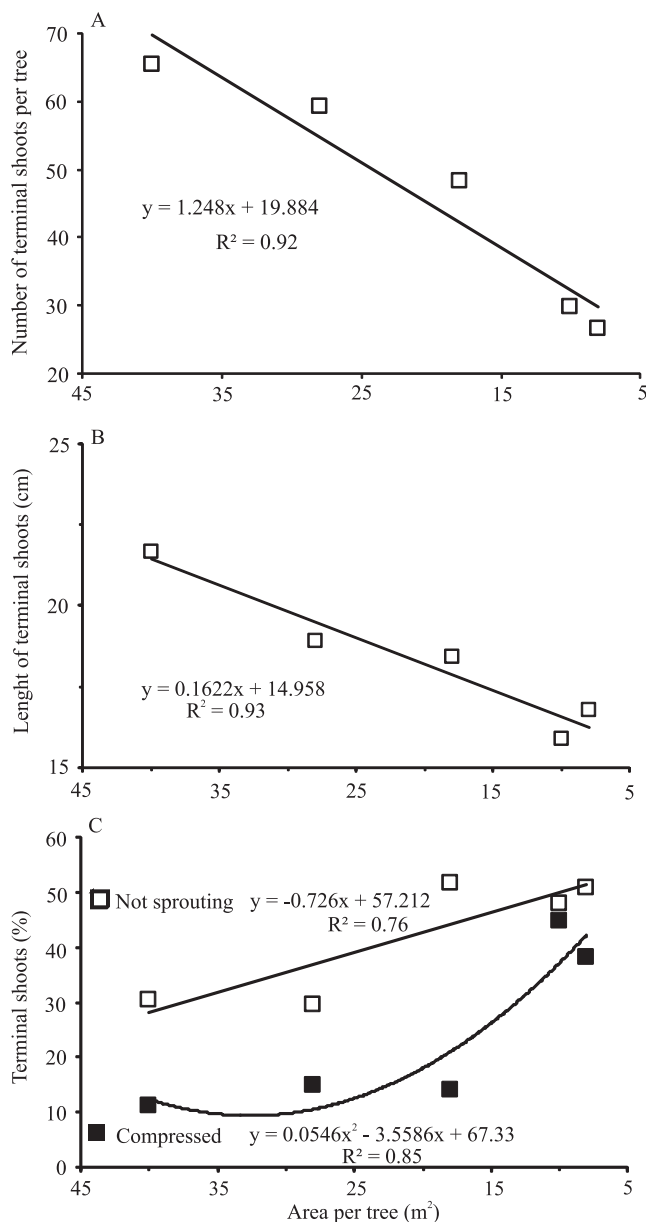 A
70
60
50
40
30
20
Number of terminal shoots per tree
y = 1.248x + 19.884
R² = 0.92
45 35 25 15 5
B
25
20
15
Lenght of terminal shoots (cm)
y = 0.1622x + 14.958
R² = 0.93
45 35 25 15 5
C
60
50
40
30
20
10
0
Terminal shoots (%)
Not sprouting y = -0.726x + 57.212
R² = 0.76
Compressed y = 0.0546x² - 3.5586x + 67.33
R² = 0.85
45 35 25 15 5
Area per tree (m²)